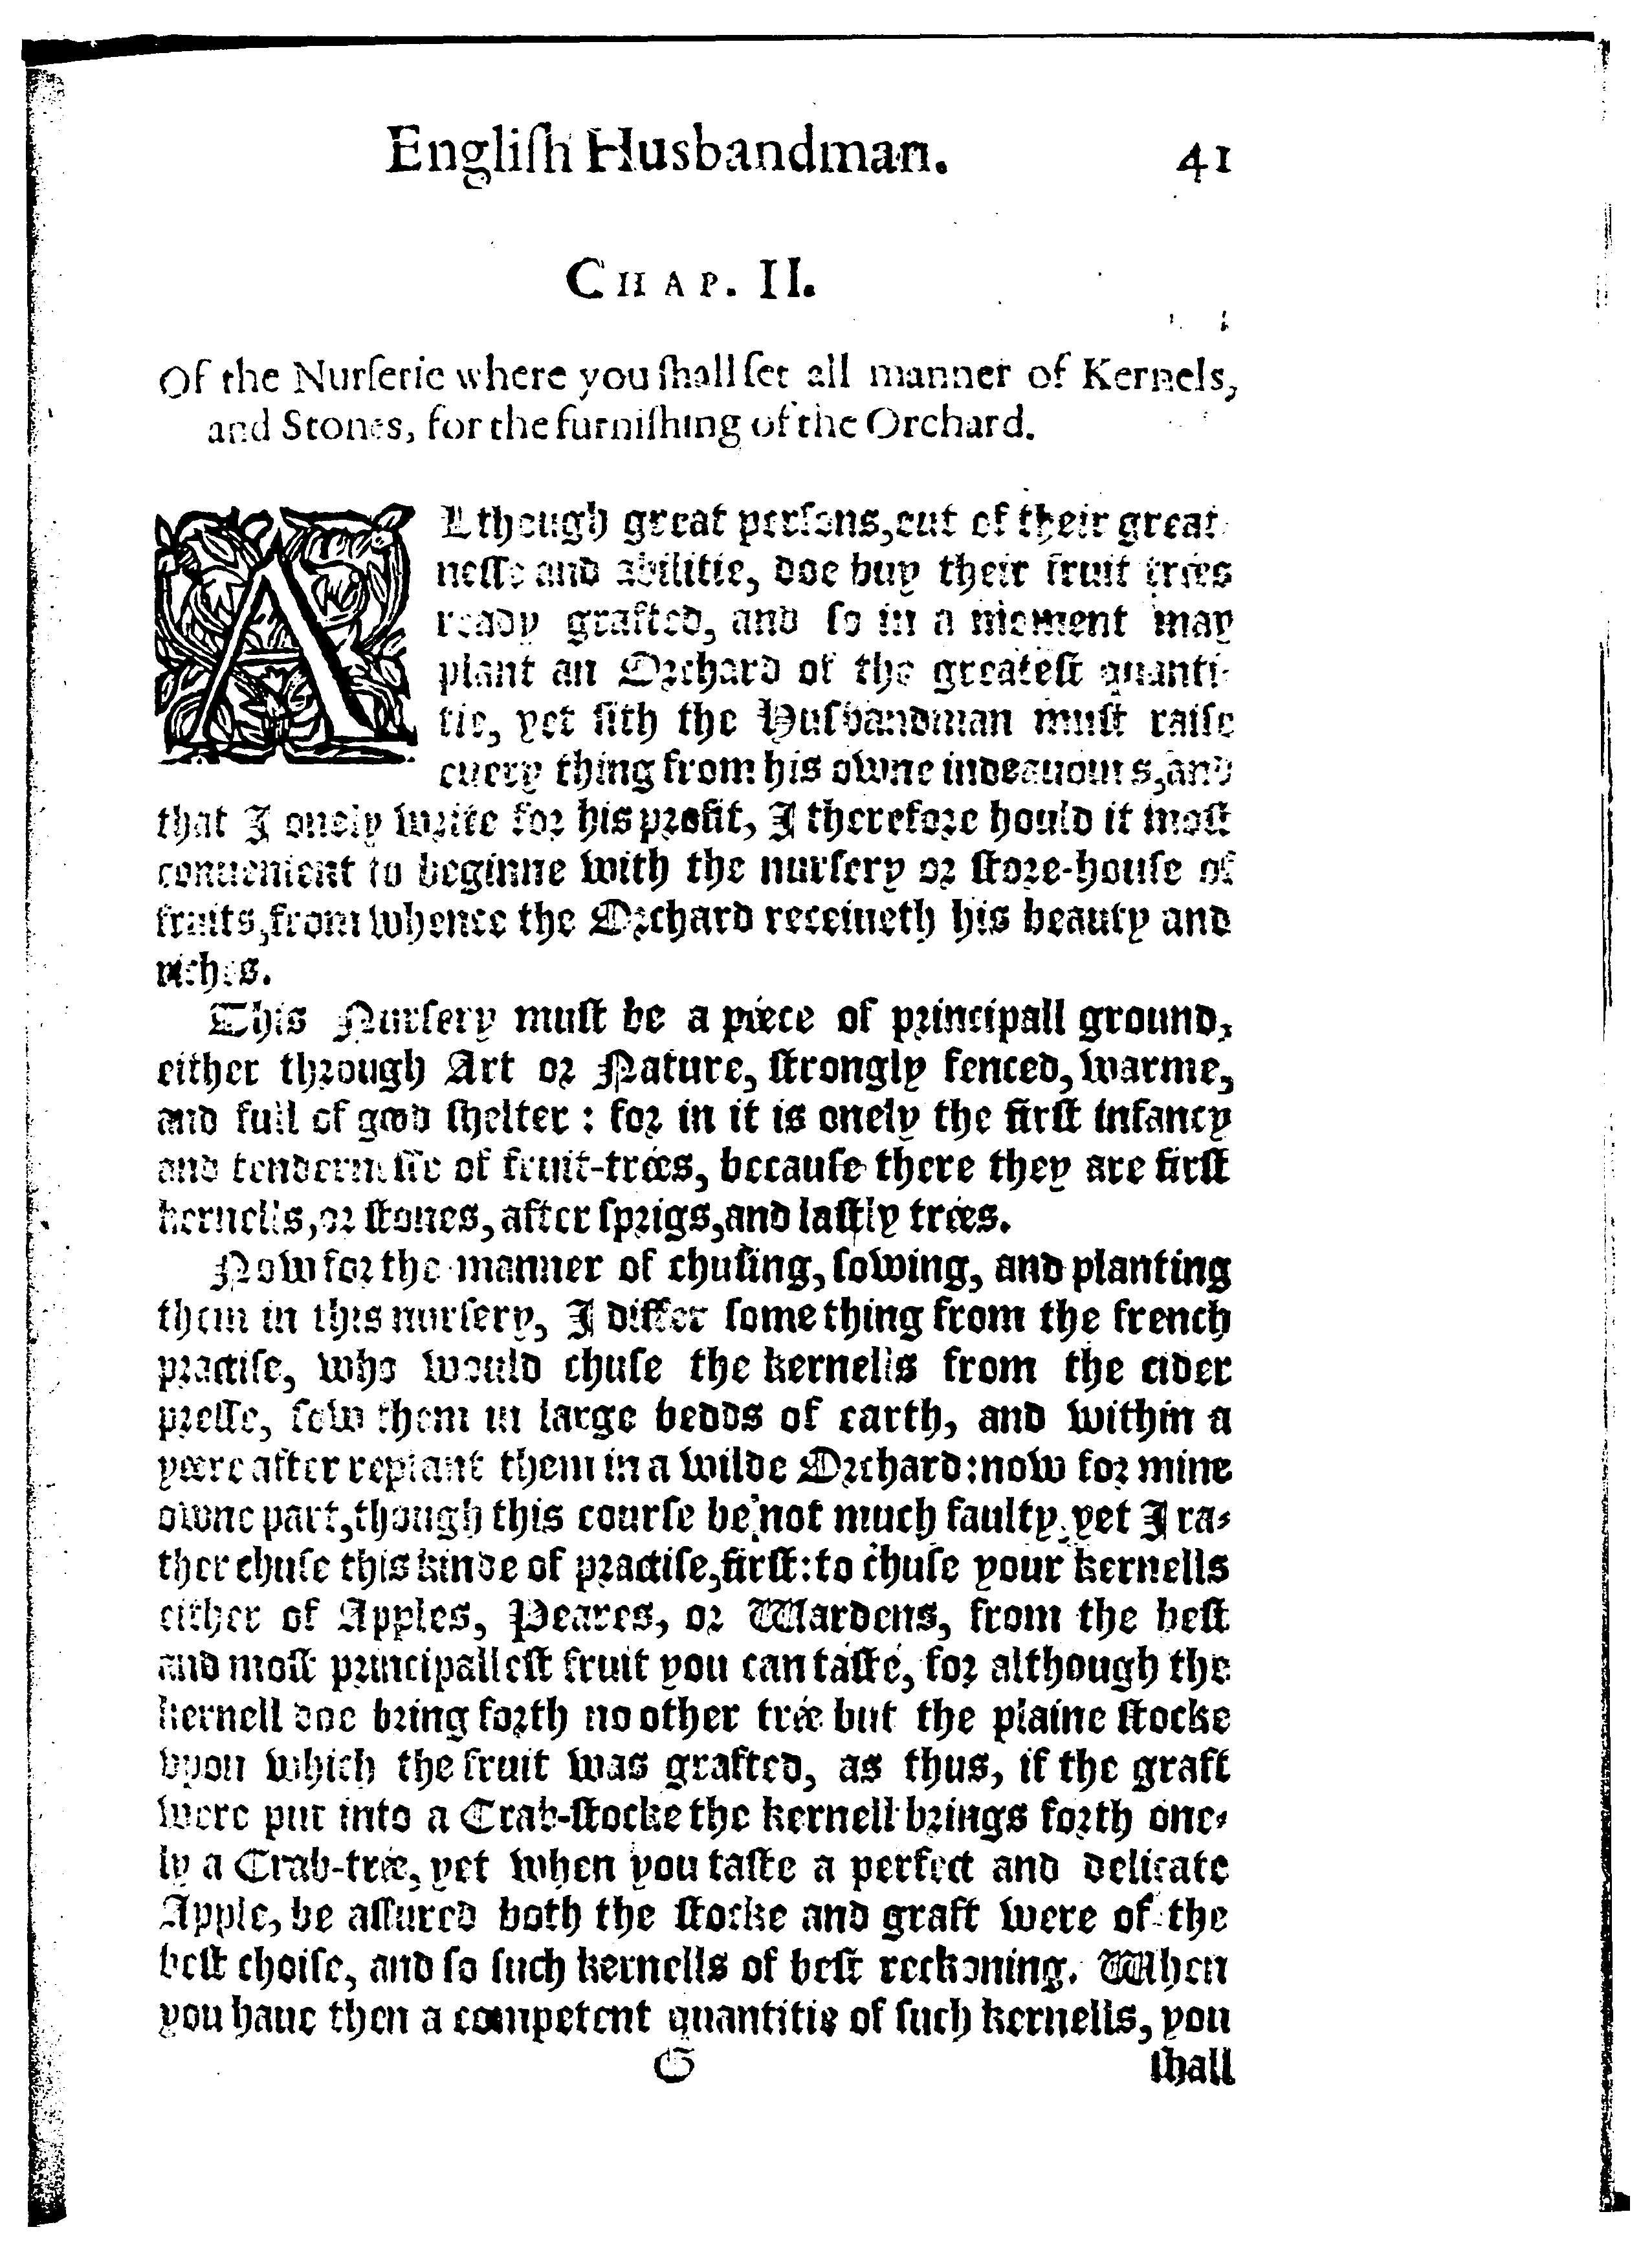 Engliſh Husbandman. 41
CHAP. II.
Of the Nurſerie where you ſhall ſet all manner of Kernels,
and Stones, for the furniſhing of the Orchard.
ALthough great perſons, out of their great
neſſe and abilitie, doe buy their fruit trées
ready grafted, and ſo in a moment may
plant an Orchard of the greateſt quanti-
tie, yet ſith the Huſbandman muſt raiſe
euery thing from his owne indeauours, and
that I onely write for his profit, I therefore hould it moſt
conuenient to beginne with the nurſery or ſtore-houſe of
fruits, from whence the Orchard receiueth his beauty and
riches.
This Nurſery muſt be a piéce of principall ground,
either through Art or Nature, ſtrongly fenced, warme,
and full of good ſhelter: for in it is onely the firſt infancy
and tenderneſſe of fruit-trées, becauſe there they are firſt
kernells, or ſtones, after ſprigs, and laſtly trées.
Now for the manner of chuſing, ſowing, and planting
them in this nurſery, I differ ſome thing from the french
practiſe, who would chuſe the kernells from the cider
preſſe, ſow them in large bedds of earth, and within a
yéere after replant them in a wilde Orchard: now for mine
owne part, though this courſe be not much faulty, yet I ra-
ther chuſe this kinde of practiſe, firſt: to chuſe your kernells
either of Apples, Peares, or Wardens, from the beſt
and moſt principalleſt fruit you can taſte, for although the
kernell doe bring forth no other trée but the plaine ſtocke
vpon which the fruit was grafted, as thus, if the graft
were put into a Crab-ſtocke the kernell brings forth one-
ly a Crab-trée, yet when you taſte a perfect and delicate
Apple, be aſſured both the ſtocke and graft were of the
beſt choiſe, and ſo ſuch kernells of beſt reckoning. When
you haue then a competent quantitie of ſuch kernells, you
G ſhall